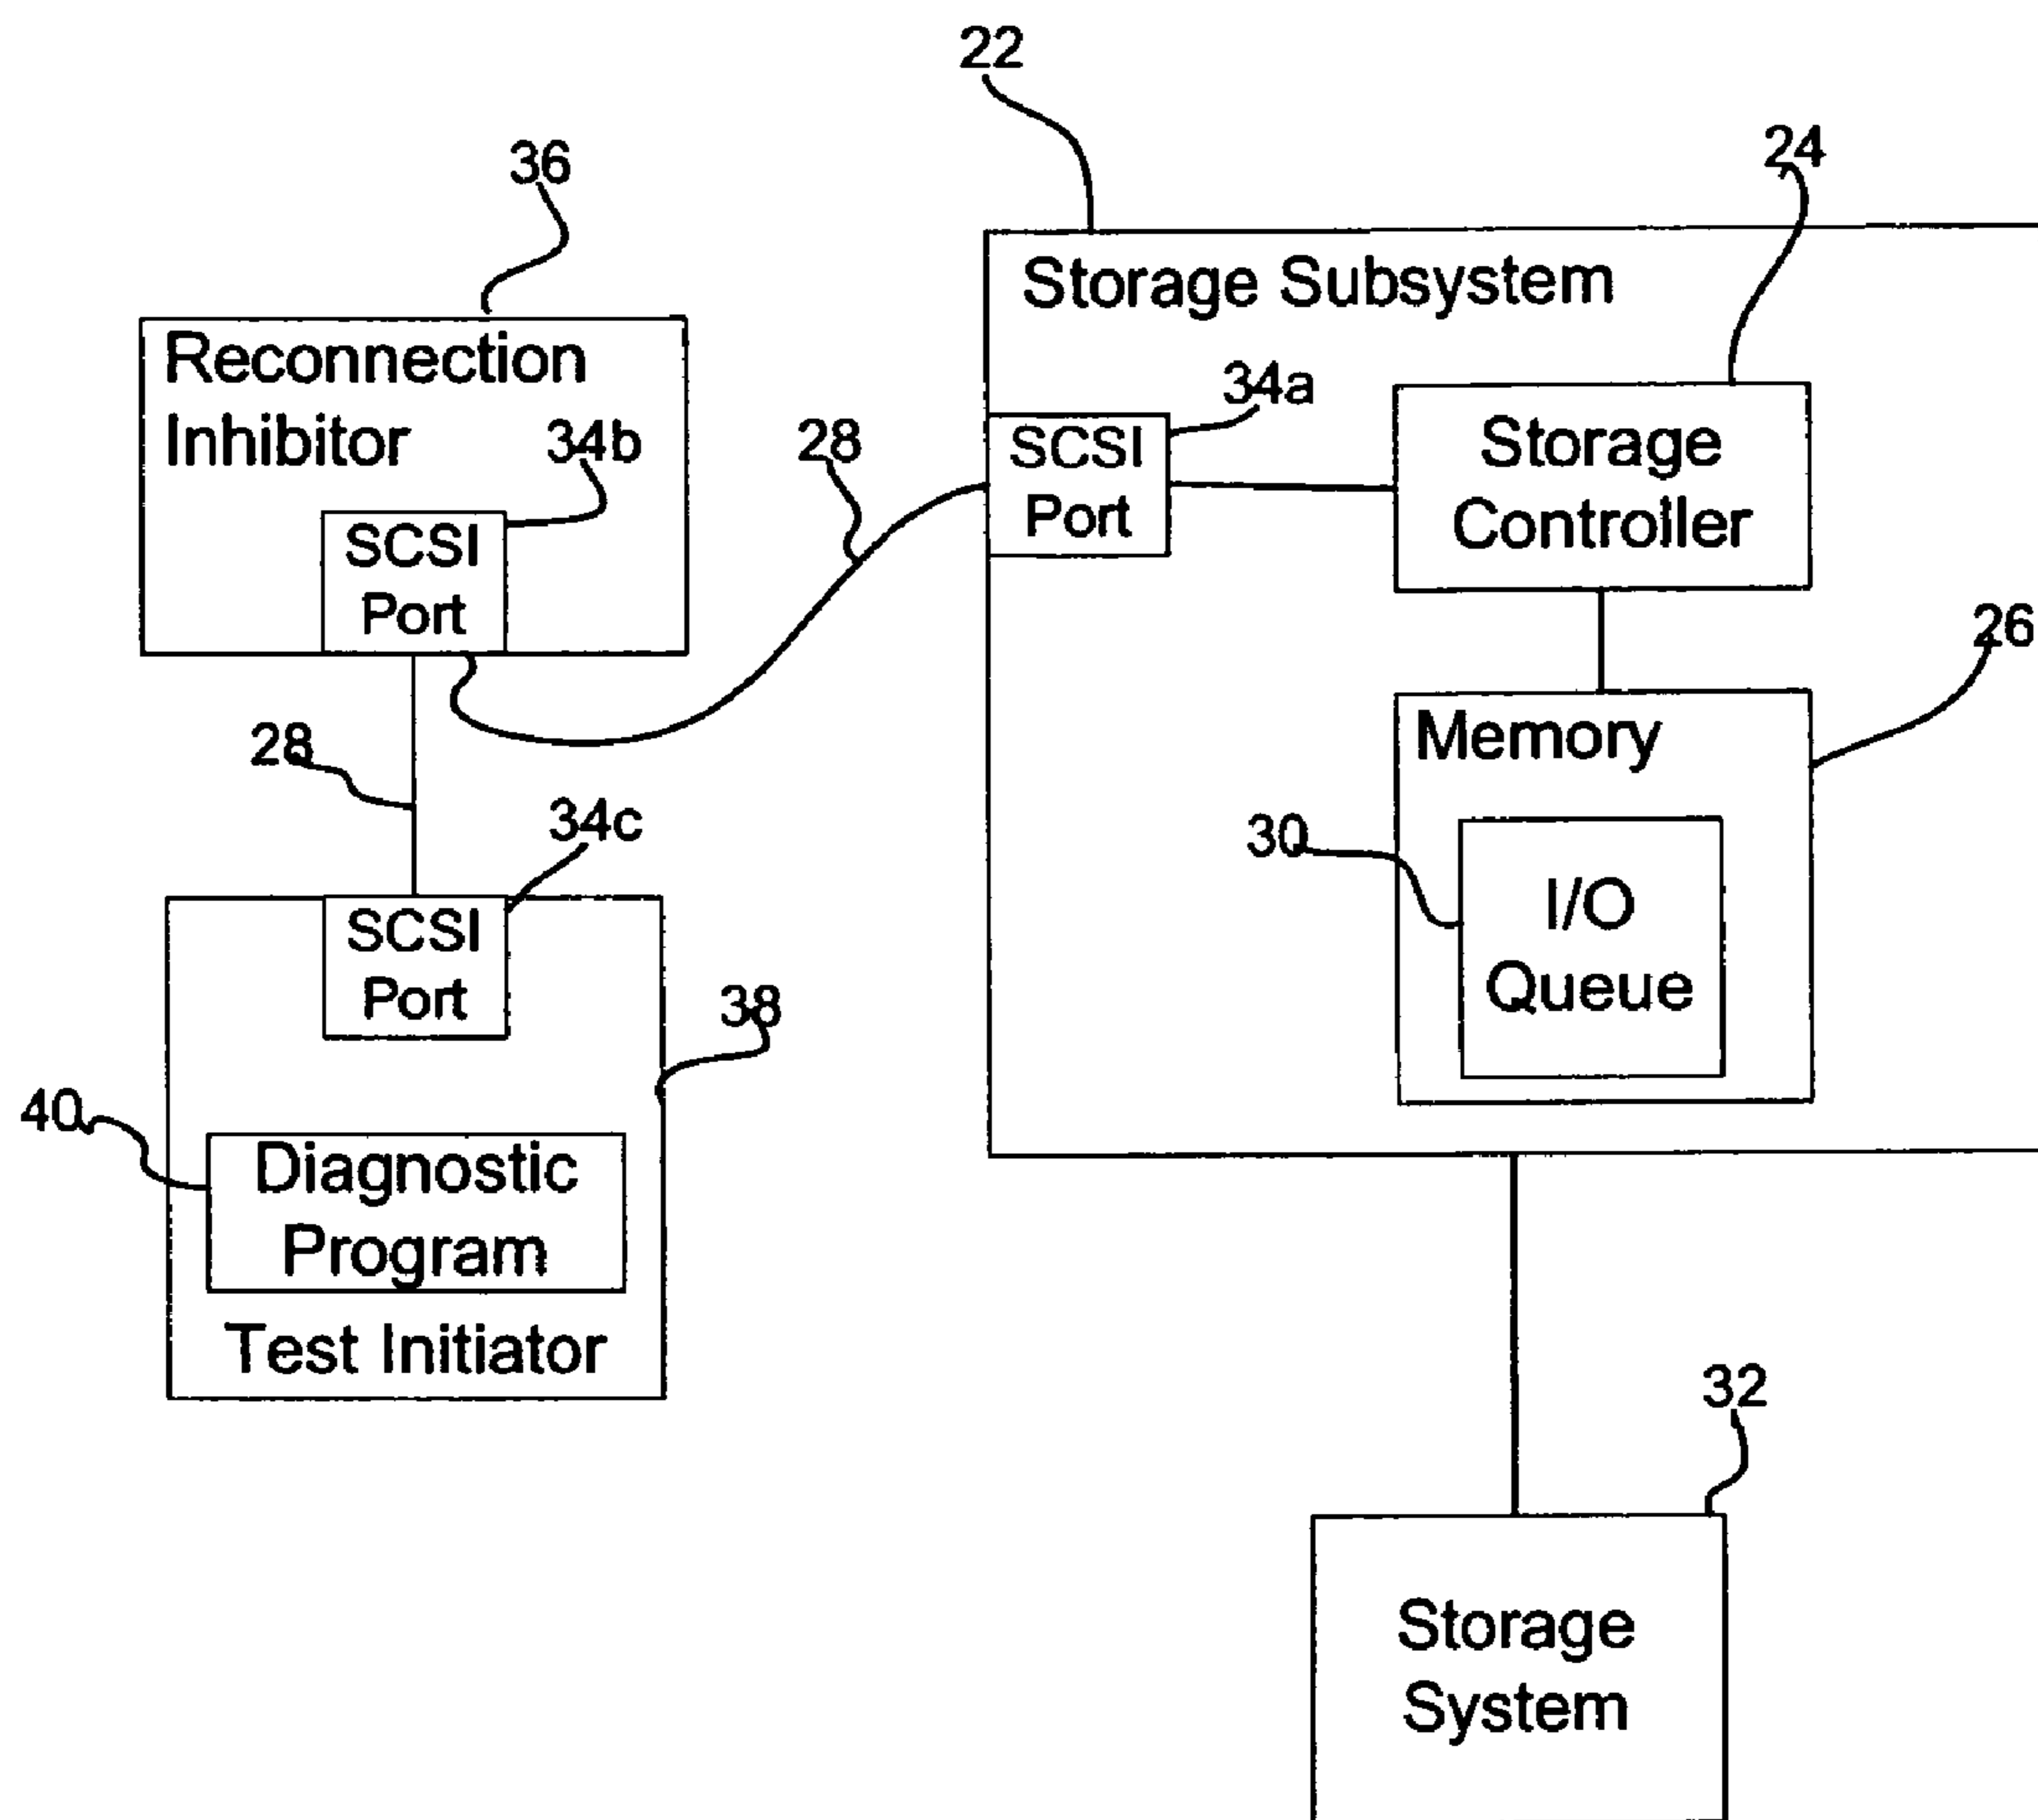 22
24
36
Storage Subsystem
Reconnection
Inhibitor
34b
28
34a
SCSI
Port
Storage
Controller
SCSI
Port
26
Memory
28
34c
30
I/O
Queue
SCSI
Port
38
40
Diagnostic
Program
Test Initiator
32
Storage
System